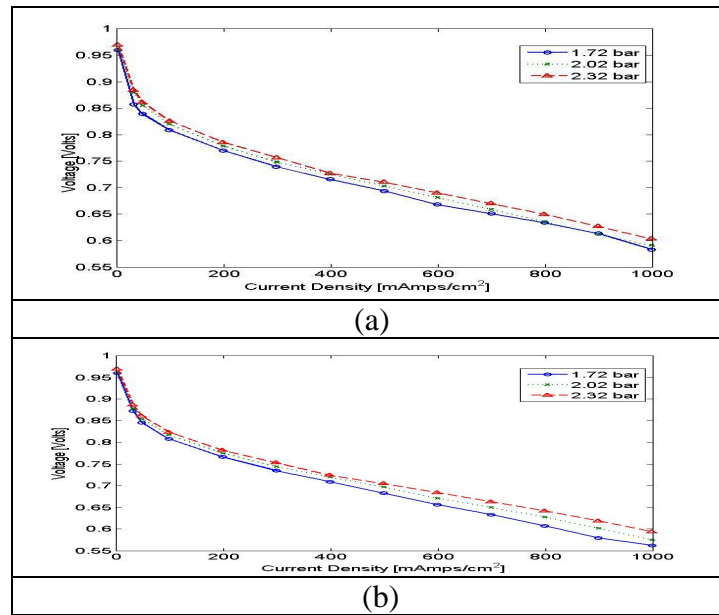 1
0.95
0.9
0.85
0.8
0.75
0.7
0.65
0.6
0.55
Voltage [Volts]
1.72 bar
2.02 bar
2.32 bar
0
200
400
600
800
1000
Current Density [mAmps/cm²]
(a)
1
0.95
0.9
0.85
0.8
0.75
0.7
0.65
0.6
0.55
Voltage [Volts]
1.72 bar
2.02 bar
2.32 bar
0
200
400
600
800
1000
Current Density [mAmps/cm²]
(b)